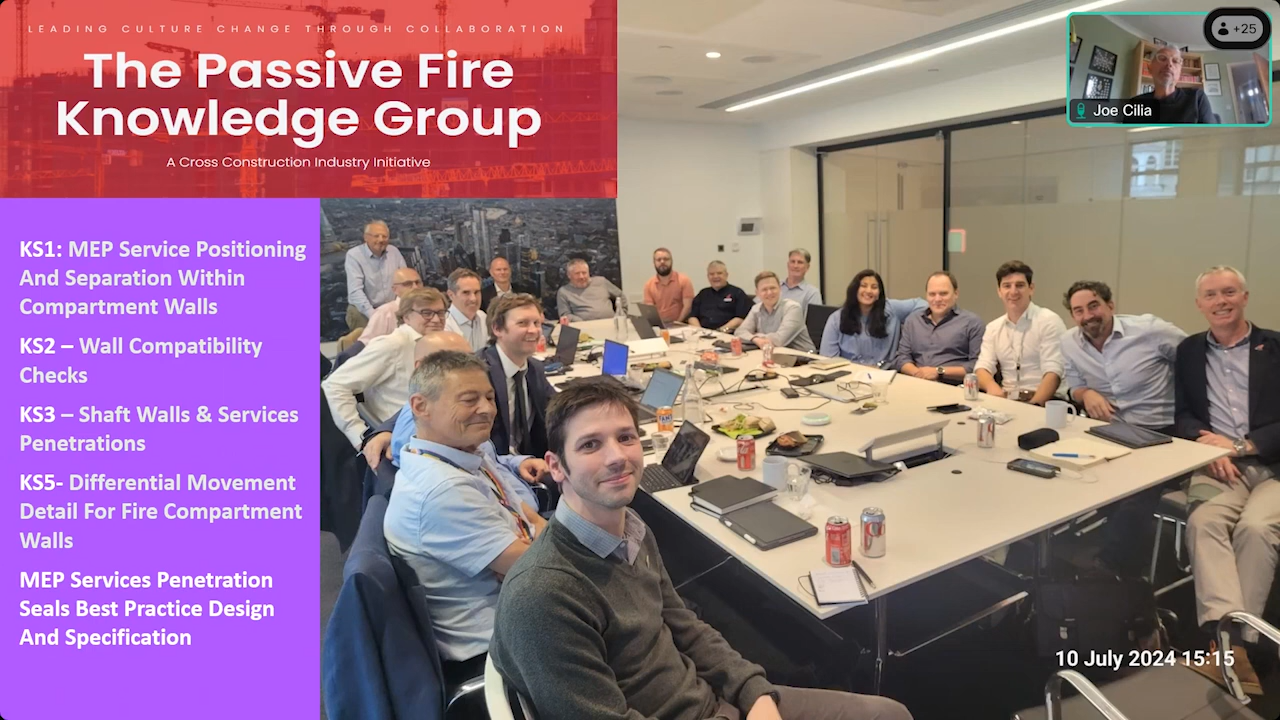 LEADING CULTURE CHANGE THROUGH COLLABORATION
The Passive Fire
Knowledge Group
A Cross Construction Industry Initiative
+25
Joe Cilia
KS1: MEP Service Positioning
And Separation Within
Compartment Walls
KS2 – Wall Compatibility
Checks
KS3 – Shaft Walls & Services
Penetrations
KS5- Differential Movement
Detail For Fire Compartment
Walls
MEP Services Penetration
Seals Best Practice Design
And Specification
10 July 2024 15:15